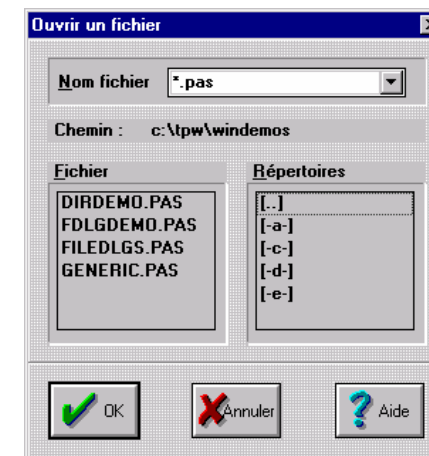 Ouvrir un fichier
Nom fichier *.pas
Chemin : c:\tpw\windemos
Fichier
DIRDEMO.PAS
FDLGDEMO.PAS
FILEDLGS.PAS
GENERIC.PAS
Répertoires
[..]
[-a-]
[-c-]
[-d-]
[-e-]
OK
Annuler
Aide